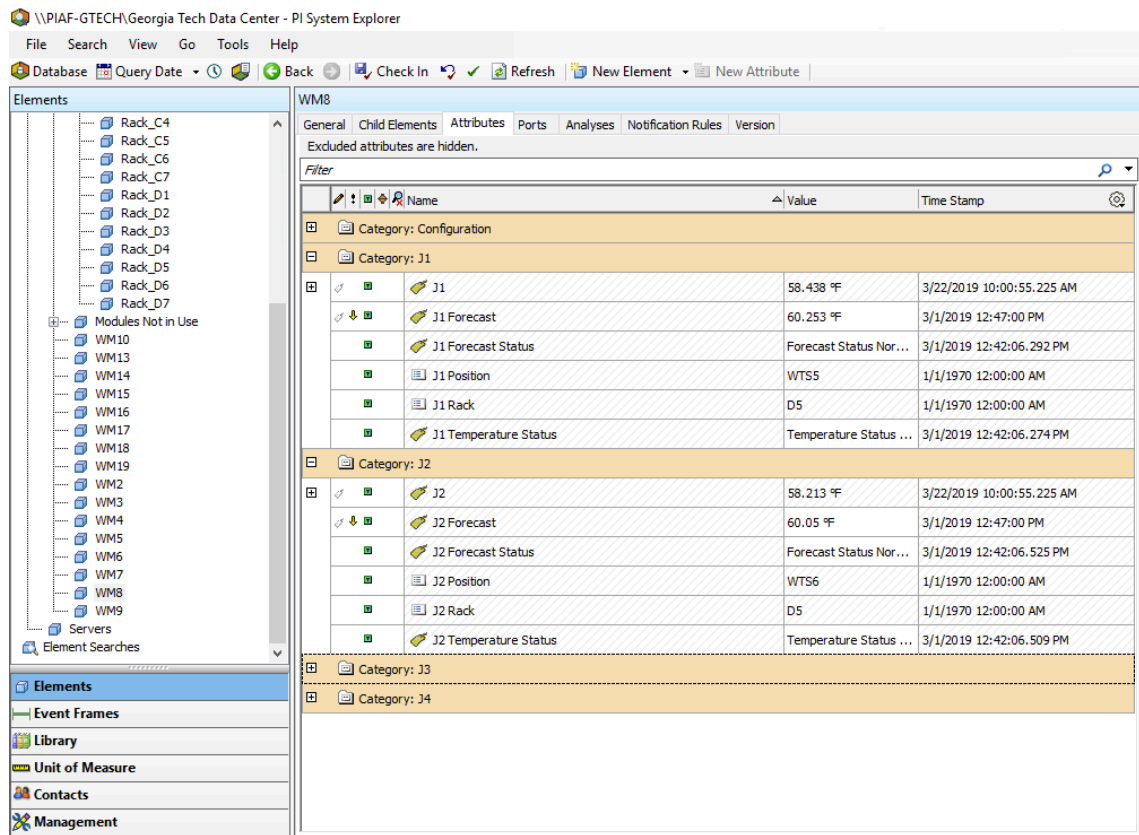 \\PIAF-GTECH\Georgia Tech Data Center - PI System Explorer
File Search View Go Tools Help
Database Query Date Back Check In Refresh New Element New Attribute
Elements
Rack_C4
Rack_C5
Rack_C6
Rack_C7
Rack_D1
Rack_D2
Rack_D3
Rack_D4
Rack_D5
Rack_D6
Rack_D7
Modules Not in Use
WM10
WM13
WM14
WM15
WM16
WM17
WM18
WM19
WM2
WM3
WM4
WM5
WM6
WM7
WM8
WM9
Servers
Element Searches
Elements
Event Frames
Library
Unit of Measure
Contacts
Management
WM8
General Child Elements Attributes Ports Analyses Notification Rules Version
Excluded attributes are hidden.
Filter
Name Value Time Stamp
Category: Configuration
Category: J1
J1 58.438 °F 3/22/2019 10:00:55.225 AM
J1 Forecast 60.253 °F 3/1/2019 12:47:00 PM
J1 Forecast Status Forecast Status Nor... 3/1/2019 12:42:06.292 PM
J1 Position WTS5 1/1/1970 12:00:00 AM
J1 Rack D5 1/1/1970 12:00:00 AM
J1 Temperature Status Temperature Status ... 3/1/2019 12:42:06.274 PM
Category: J2
J2 58.213 °F 3/22/2019 10:00:55.225 AM
J2 Forecast 60.05 °F 3/1/2019 12:47:00 PM
J2 Forecast Status Forecast Status Nor... 3/1/2019 12:42:06.525 PM
J2 Position WTS6 1/1/1970 12:00:00 AM
J2 Rack D5 1/1/1970 12:00:00 AM
J2 Temperature Status Temperature Status ... 3/1/2019 12:42:06.509 PM
Category: J3
Category: J4